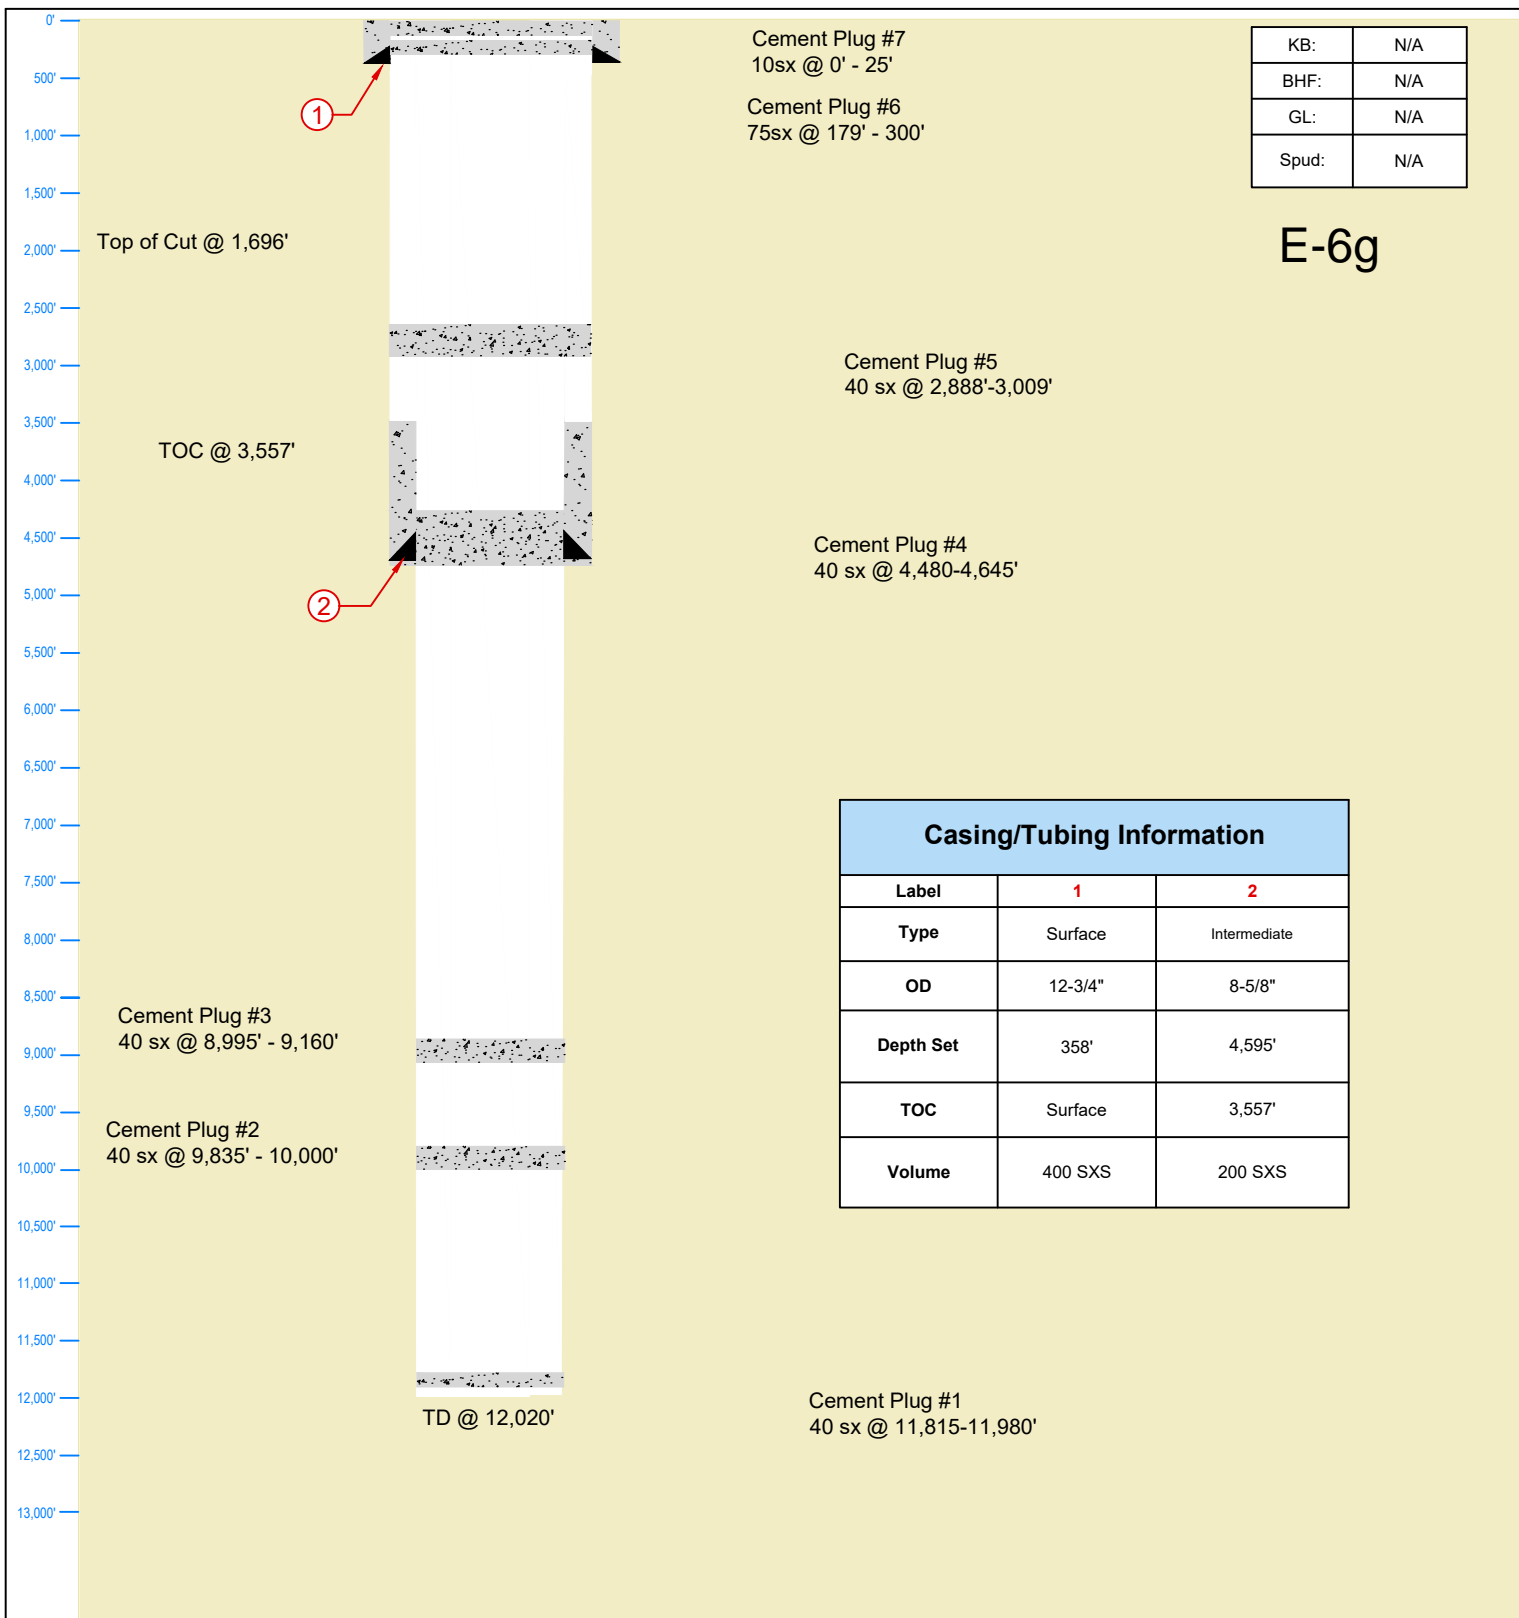 0'
500'
1,000'
1,500'
2,000'
2,500'
3,000'
3,500'
4,000'
4,500'
5,000'
5,500'
6,000'
6,500'
7,000'
7,500'
8,000'
8,500'
9,000'
9,500'
10,000'
10,500'
11,000'
11,500'
12,000'
12,500'
13,000'
1
Top of Cut @ 1,696'
TOC @ 3,557'
2
Cement Plug #3
40 sx @ 8,995' - 9,160'
Cement Plug #2
40 sx @ 9,835' - 10,000'
TD @ 12,020'
Cement Plug #7
10sx @ 0' - 25'
Cement Plug #6
75sx @ 179' - 300'
Cement Plug #5
40 sx @ 2,888'-3,009'
Cement Plug #4
40 sx @ 4,480-4,645'
Cement Plug #1
40 sx @ 11,815-11,980'
KB: N/A
BHF: N/A
GL: N/A
Spud: N/A
E-6g
Casing/Tubing Information
Label 1 2
Type Surface Intermediate
OD 12-3/4" 8-5/8"
Depth Set 358' 4,595'
TOC Surface 3,557'
Volume 400 SXS 200 SXS